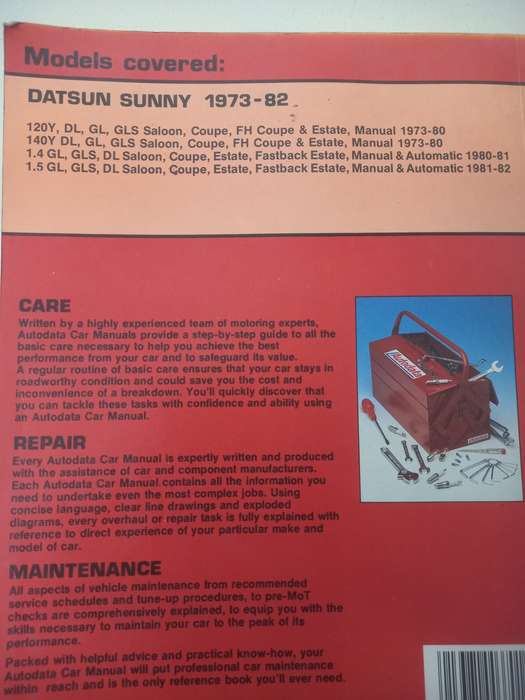 Models covered:
DATSUN SUNNY 1973-82
120Y, DL, GL, GLS Saloon, Coupe, FH Coupe & Estate, Manual 1973-80
140Y DL, GL, GLS Saloon, Coupe, FH Coupe & Estate, Manual 1973-80
1.4 GL, GLS, DL Saloon, Coupe, Estate, Fastback Estate, Manual & Automatic 1980-81
1.5 GL, GLS, DL Saloon, Coupe, Estate, Fastback Estate, Manual & Automatic 1981-82
CARE
Written by a highly experienced team of motoring experts,
Autodata Car Manuals provide a step-by-step guide to all the
basic care necessary to help you achieve the best
performance from your car and to safeguard its value.
A regular routine of basic care ensures that your car stays in
roadworthy condition and could save you the cost and
inconvenience of a breakdown. You'll quickly discover that
you can tackle these tasks with confidence and ability using
an Autodata Car Manual.
Autodata
REPAIR
Every Autodata Car Manual is expertly written and produced
with the assistance of car and component manufacturers.
Each Autodata Car Manual contains all the information you
need to undertake even the most complex jobs. Using
concise language, clear line drawings and exploded
diagrams, every overhaul or repair task is fully explained with
reference to direct experience of your particular make and
model of car.
MAINTENANCE
All aspects of vehicle maintenance from recommended
service schedules and tune-up procedures, to pre-MoT
checks are comprehensively explained, to equip you with the
skills necessary to maintain your car to the peak of its
performance.
Packed with helpful advice and practical know-how, your
Autodata Car Manual will put professional car maintenance
within reach and is the only reference book you'll ever need.